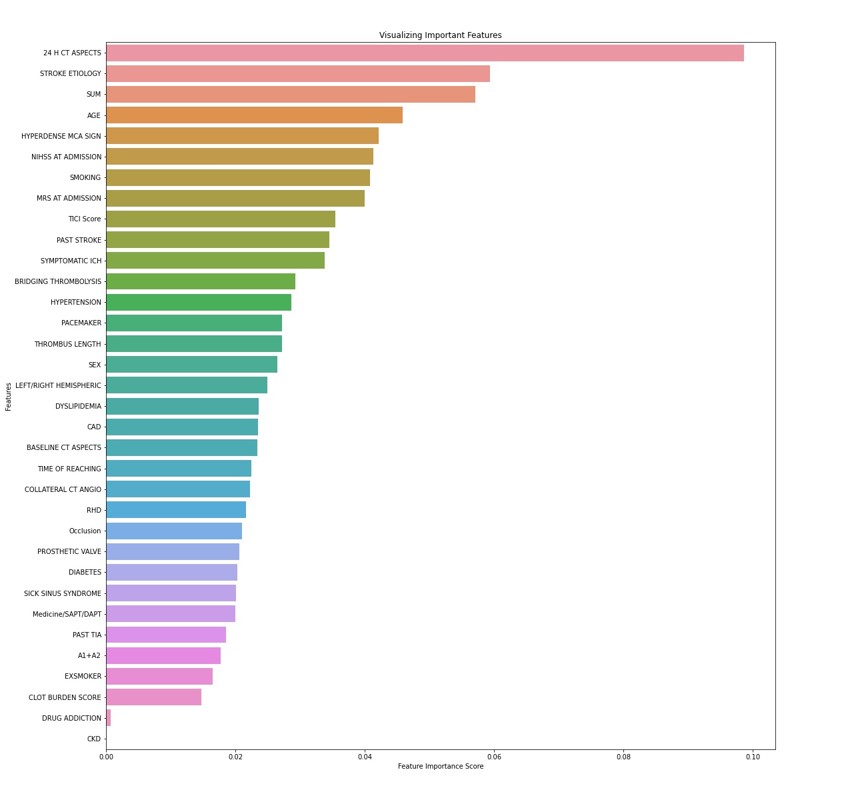 Visualizing Important Features
24 H CT ASPECTS
STROKE ETIOLOGY
SUM
AGE
HYPERDENSE MCA SIGN
NIHSS AT ADMISSION
SMOKING
MRS AT ADMISSION
TICI Score
PAST STROKE
SYMPTOMATIC ICH
BRIDGING THROMBOLYSIS
HYPERTENSION
PACEMAKER
THROMBUS LENGTH
SEX
LEFT/RIGHT HEMISPHERIC
DYSLIPIDEMIA
CAD
BASELINE CT ASPECTS
TIME OF REACHING
COLLATERAL CT ANGIO
RHD
Occlusion
PROSTHETIC VALVE
DIABETES
SICK SINUS SYNDROME
Medicine/SAPT/DAPT
PAST TIA
A1+A2
EXSMOKER
CLOT BURDEN SCORE
DRUG ADDICTION
CKD
Features
0.00 0.02 0.04 0.06 0.08 0.10
Feature Importance Score